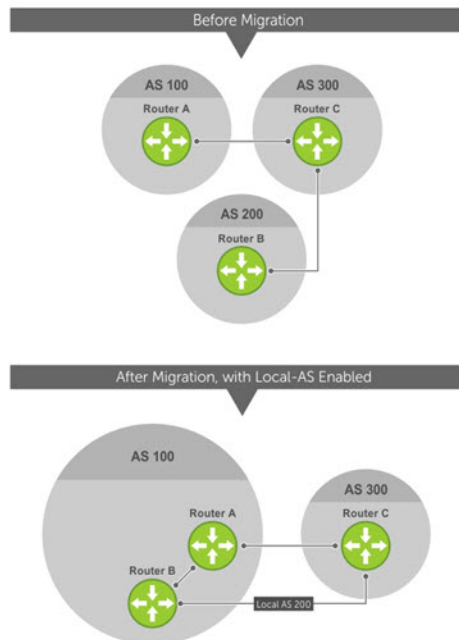 Before Migration
AS 100
AS 300
Router A
Router C
AS 200
Router B
After Migration, with Local-AS Enabled
AS 100
AS 300
Router A
Router C
Router B
Local AS 200